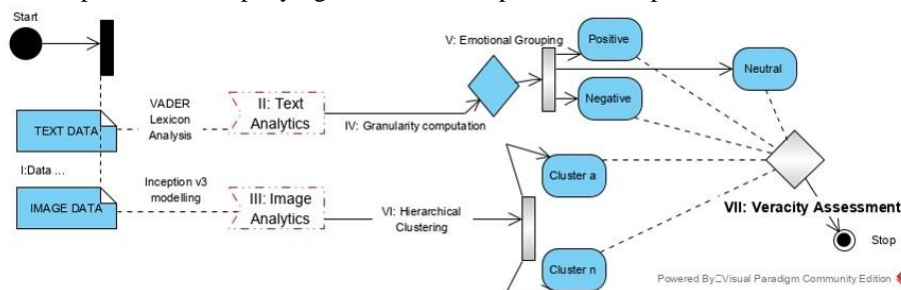 Start
V: Emotional Grouping
Positive
Neutral
Negative
VADER
Lexicon
Analysis
II: Text
Analytics
IV: Granularity computation
TEXT DATA
I:Data ...
Inception v3
modelling
IMAGE DATA
III: Image
Analytics
VI: Hierarchical
Clustering
Cluster a
Cluster n
VII: Veracity Assessment
Stop
Powered By Visual Paradigm Community Edition